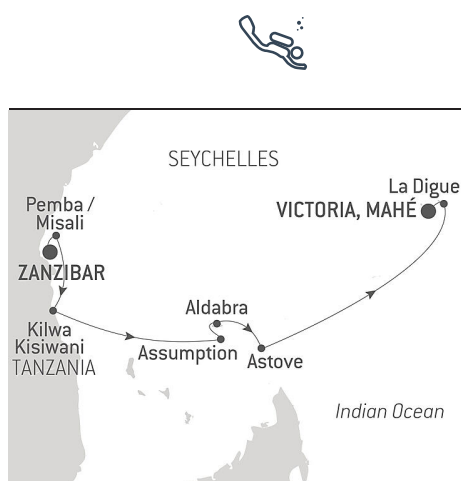 SEYCHELLES
La Digue
VICTORIA, MAHÉ
Pemba /
Misali
ZANZIBAR
Aldabra
Kilwa
Kisiwani
TANZANIA
Assumption
Astove
Indian Ocean